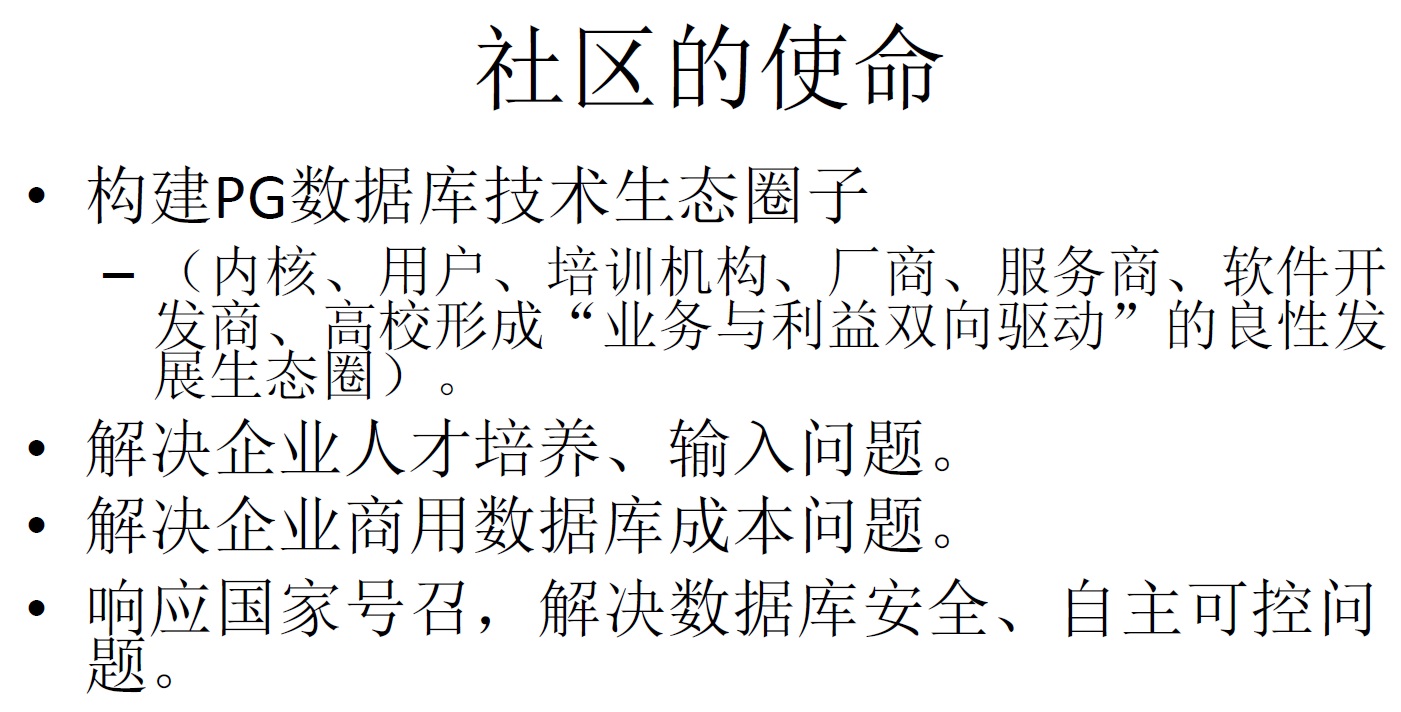 社区的使命
• 构建PG数据库技术生态圈子
– （内核、用户、培训机构、厂商、服务商、软件开
发商、高校形成“业务与利益双向驱动”的良性发
展生态圈）。
• 解决企业人才培养、输入问题。
• 解决企业商用数据库成本问题。
• 响应国家号召，解决数据库安全、自主可控问
题。